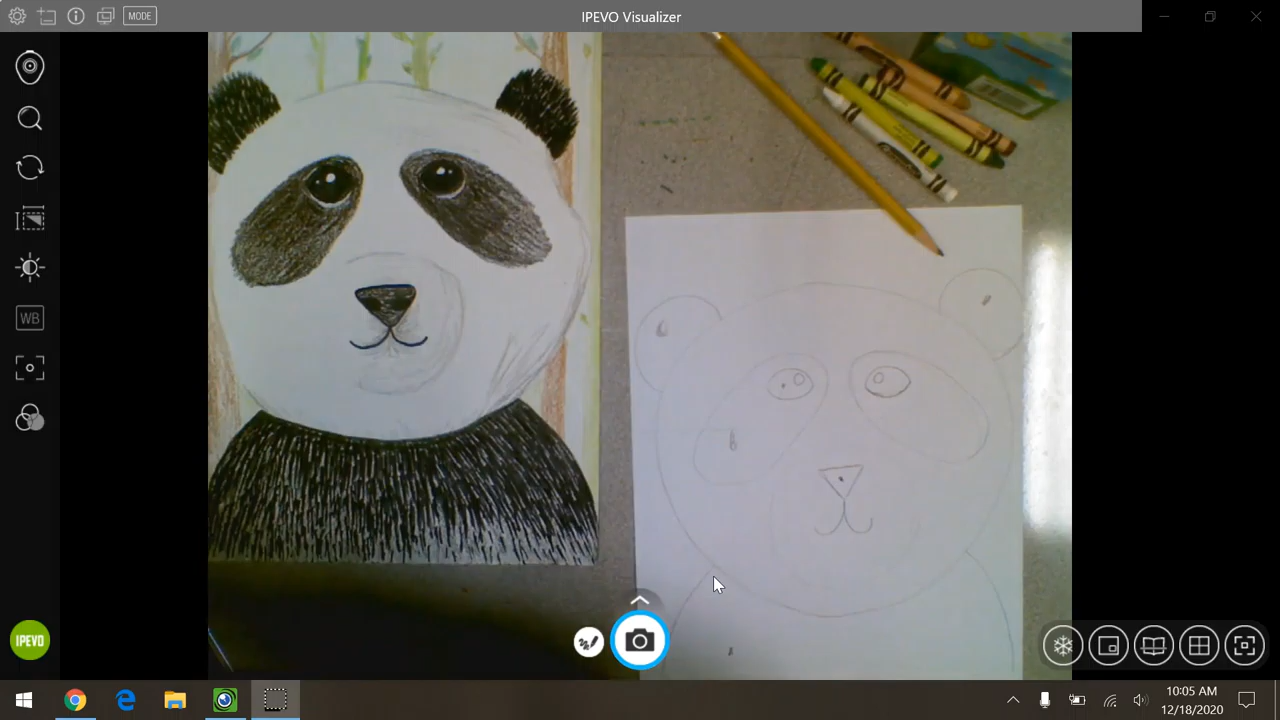 IPEVO Visualizer
MODE
WB
IPEVO
10:05 AM
12/18/2020